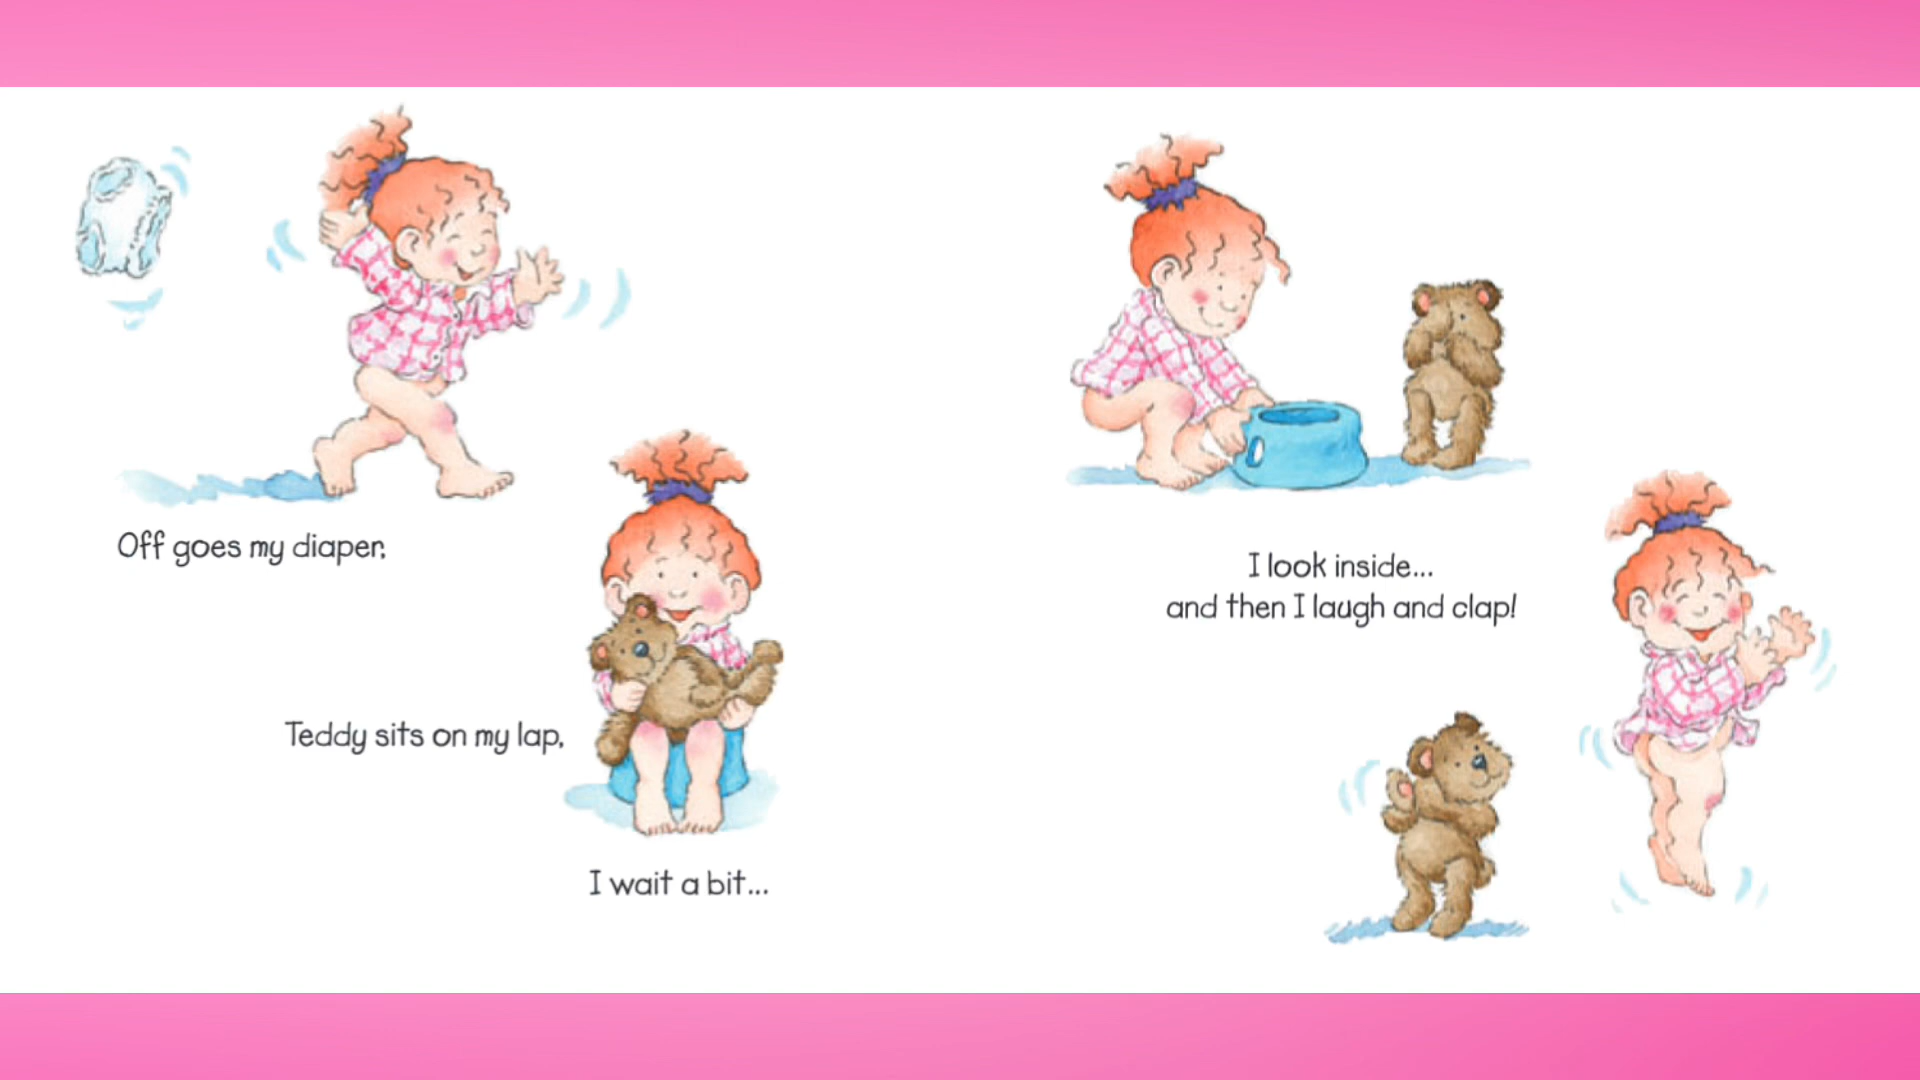 Off goes my diaper,
Teddy sits on my lap,
I wait a bit...
I look inside...
and then I laugh and clap!